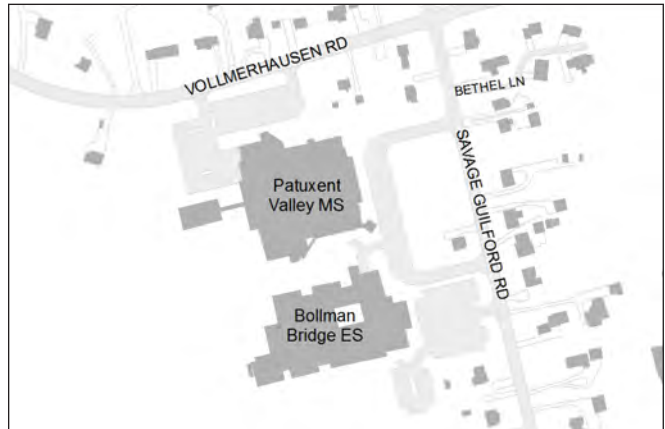 VOLLMERHAUSEN RD
BETHEL LN
SAVAGE GUILFORD RD
Patuxent
Valley MS
Bollman
Bridge ES